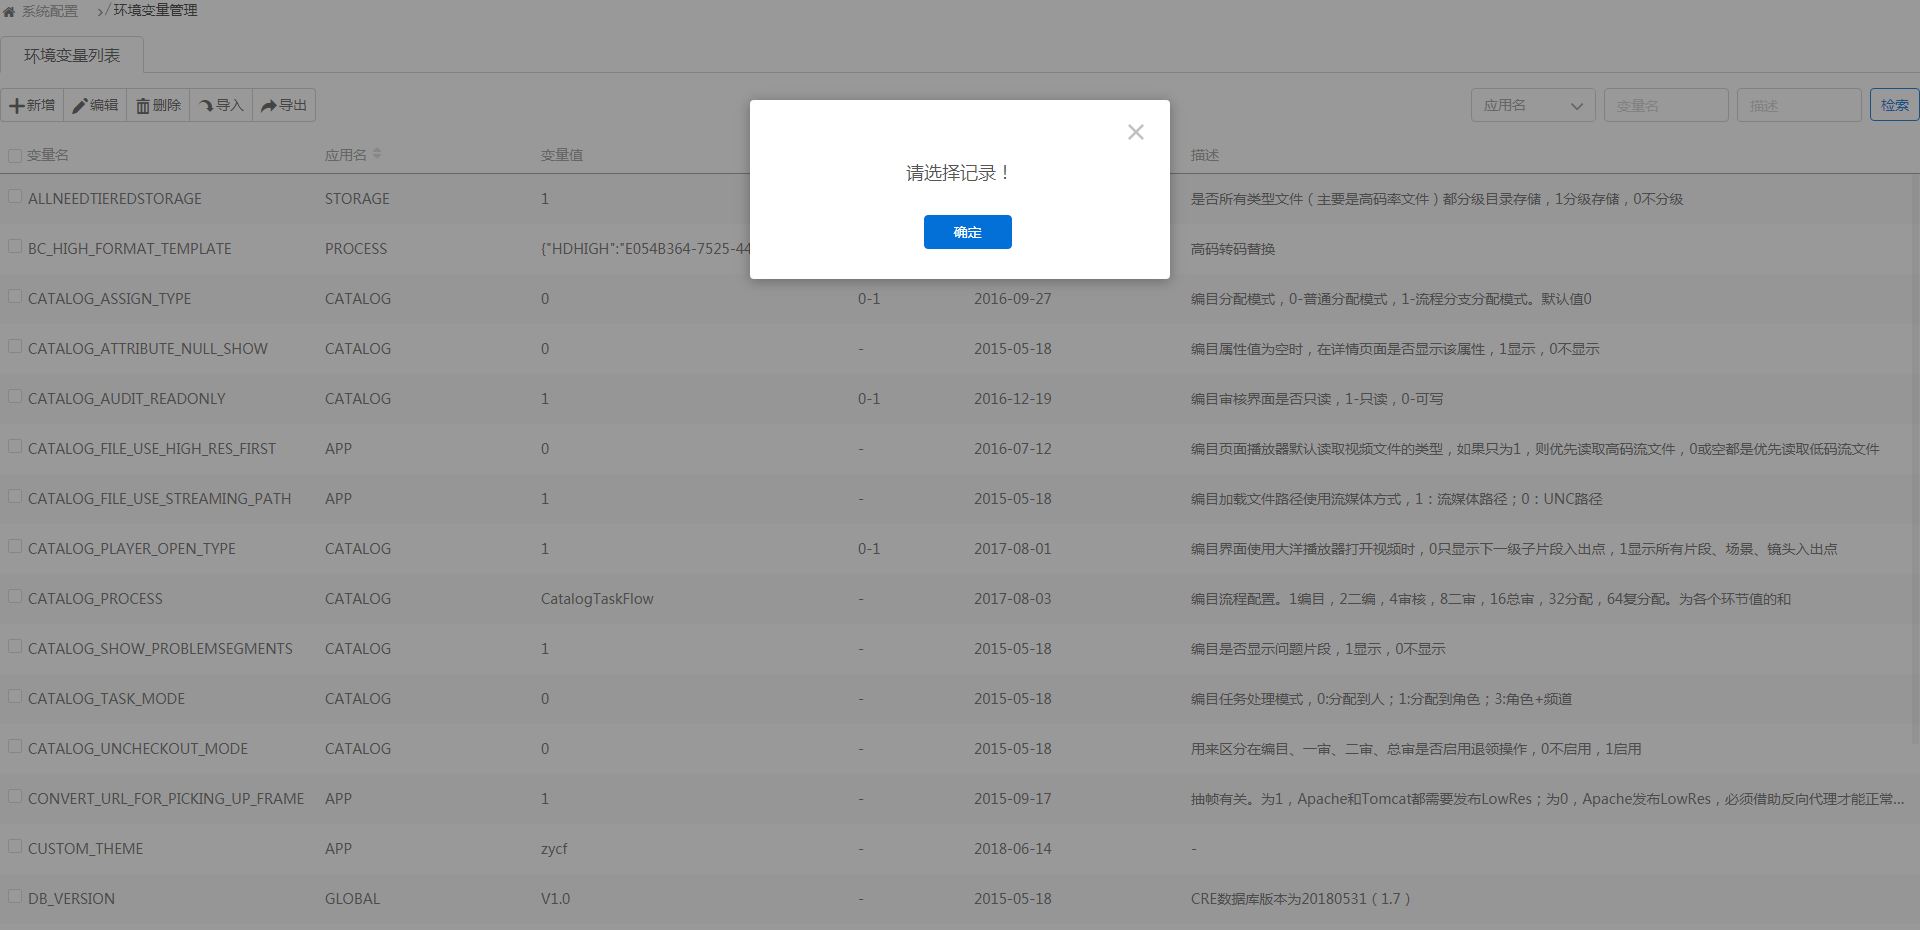 系统配置 / 环境变量管理
环境变量列表
新增 编辑 删除 导入 导出 应用名 变量名 描述 检索
请选择记录！
确定
变量名 应用名 变量值 描述
ALLNEEDTIEREDSTORAGE STORAGE 1 是否所有类型文件（主要是高码率文件）都分级目录存储，1分级存储，0不分级
BC_HIGH_FORMAT_TEMPLATE PROCESS {"HDHIGH":"E054B364-7525-44 高码转码替换
CATALOG_ASSIGN_TYPE CATALOG 0 0-1 2016-09-27 编目分配模式，0-普通分配模式，1-流程分支分配模式。默认值0
CATALOG_ATTRIBUTE_NULL_SHOW CATALOG 0 - 2015-05-18 编目属性值为空时，在详情页面是否显示该属性，1显示，0不显示
CATALOG_AUDIT_READONLY CATALOG 1 0-1 2016-12-19 编目审核界面是否只读，1-只读，0-可写
CATALOG_FILE_USE_HIGH_RES_FIRST APP 0 - 2016-07-12 编目页面播放器默认读取视频文件的类型，如果只为1，则优先读取高码流文件，0或空都是优先读取低码流文件
CATALOG_FILE_USE_STREAMING_PATH APP 1 - 2015-05-18 编目加载文件路径使用流媒体方式，1：流媒体路径；0：UNC路径
CATALOG_PLAYER_OPEN_TYPE CATALOG 1 0-1 2017-08-01 编目界面使用大洋播放器打开视频时，0只显示下一级子片段入出点，1显示所有片段、场景、镜头入出点
CATALOG_PROCESS CATALOG CatalogTaskFlow - 2017-08-03 编目流程配置。1编目，2二编，4审核，8二审，16总审，32分配，64复分配。为各个环节值的和
CATALOG_SHOW_PROBLEMSEGMENTS CATALOG 1 - 2015-05-18 编目是否显示问题片段，1显示，0不显示
CATALOG_TASK_MODE CATALOG 0 - 2015-05-18 编目任务处理模式，0:分配到人；1:分配到角色；3:角色+频道
CATALOG_UNCHECKOUT_MODE CATALOG 0 - 2015-05-18 用来区分在编目、一审、二审、总审是否启用退领操作，0不启用，1启用
CONVERT_URL_FOR_PICKING_UP_FRAME APP 1 - 2015-09-17 抽帧有关。为1，Apache和Tomcat都需要发布LowRes；为0，Apache发布LowRes，必须借助反向代理才能正常...
CUSTOM_THEME APP zycf - 2018-06-14 -
DB_VERSION GLOBAL V1.0 - 2015-05-18 CRE数据库版本为20180531（1.7）